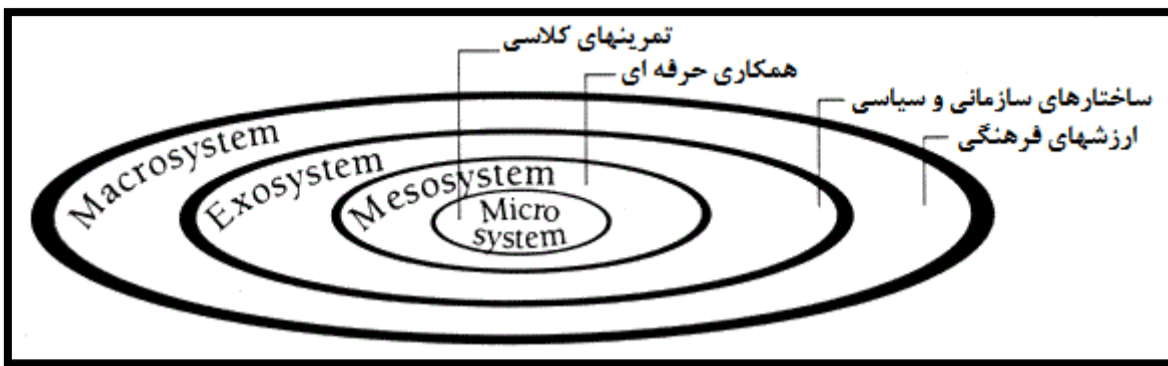 تمرینهای کلاسی
همکاری حرفه ای
ساختارهای سازمانی و سیاسی
ارزشهای فرهنگی
Macrosystem
Exosystem
Mesosystem
Micro
system